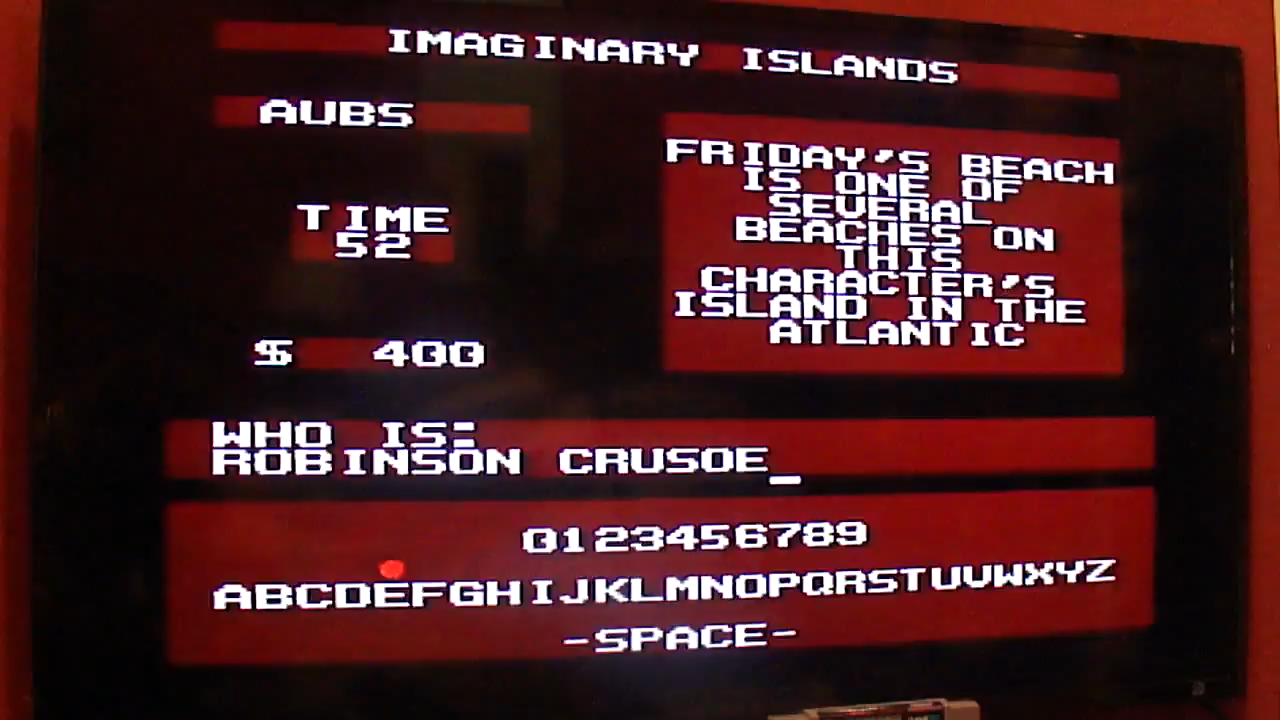 IMAGINARY ISLANDS
AUBS
TIME
52
$ 400
FRIDAY'S BEACH
IS ONE OF
SEVERAL
BEACHES ON
THIS
CHARACTER'S
ISLAND IN THE
ATLANTIC
WHO IS:
ROBINSON CRUSOE_
0123456789
ABCDEFGHIJKLMNOPQRSTUVWXYZ
-SPACE-